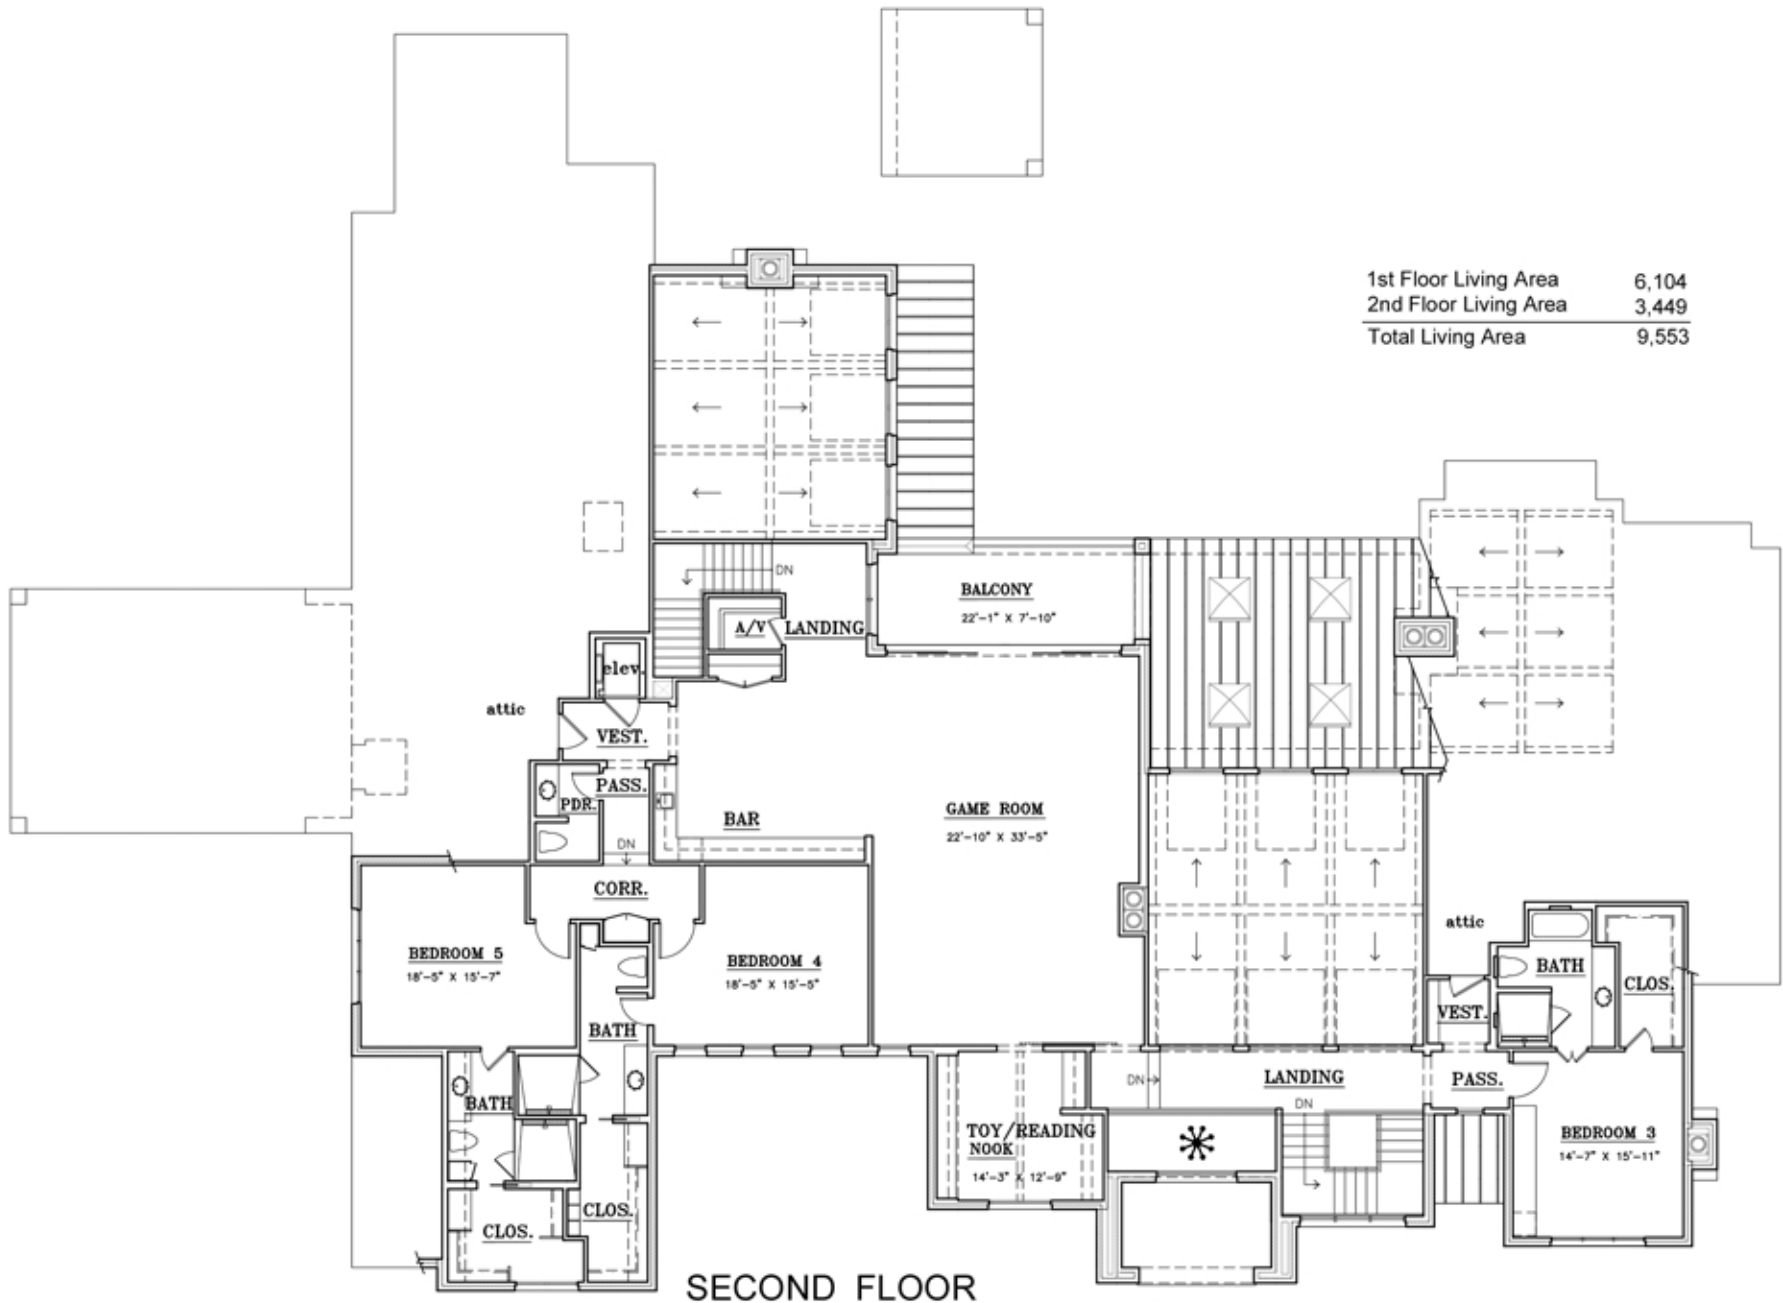 1st Floor Living Area 6,104
2nd Floor Living Area 3,449
Total Living Area 9,553
DN
BALCONY
22'-1" X 7'-10"
A/V
LANDING
elev.
attic
VEST.
PASS.
PDR.
BAR
GAME ROOM
22'-10" X 33'-5"
DN
CORR.
attic
BEDROOM 5
18'-5" X 15'-7"
BEDROOM 4
18'-5" X 15'-5"
BATH
CLOS.
VEST.
BATH
DN
LANDING
PASS.
BATH
DN
TOY/READING
NOOK
14'-3" X 12'-9"
BEDROOM 3
14'-7" X 15'-11"
CLOS.
CLOS.
SECOND FLOOR